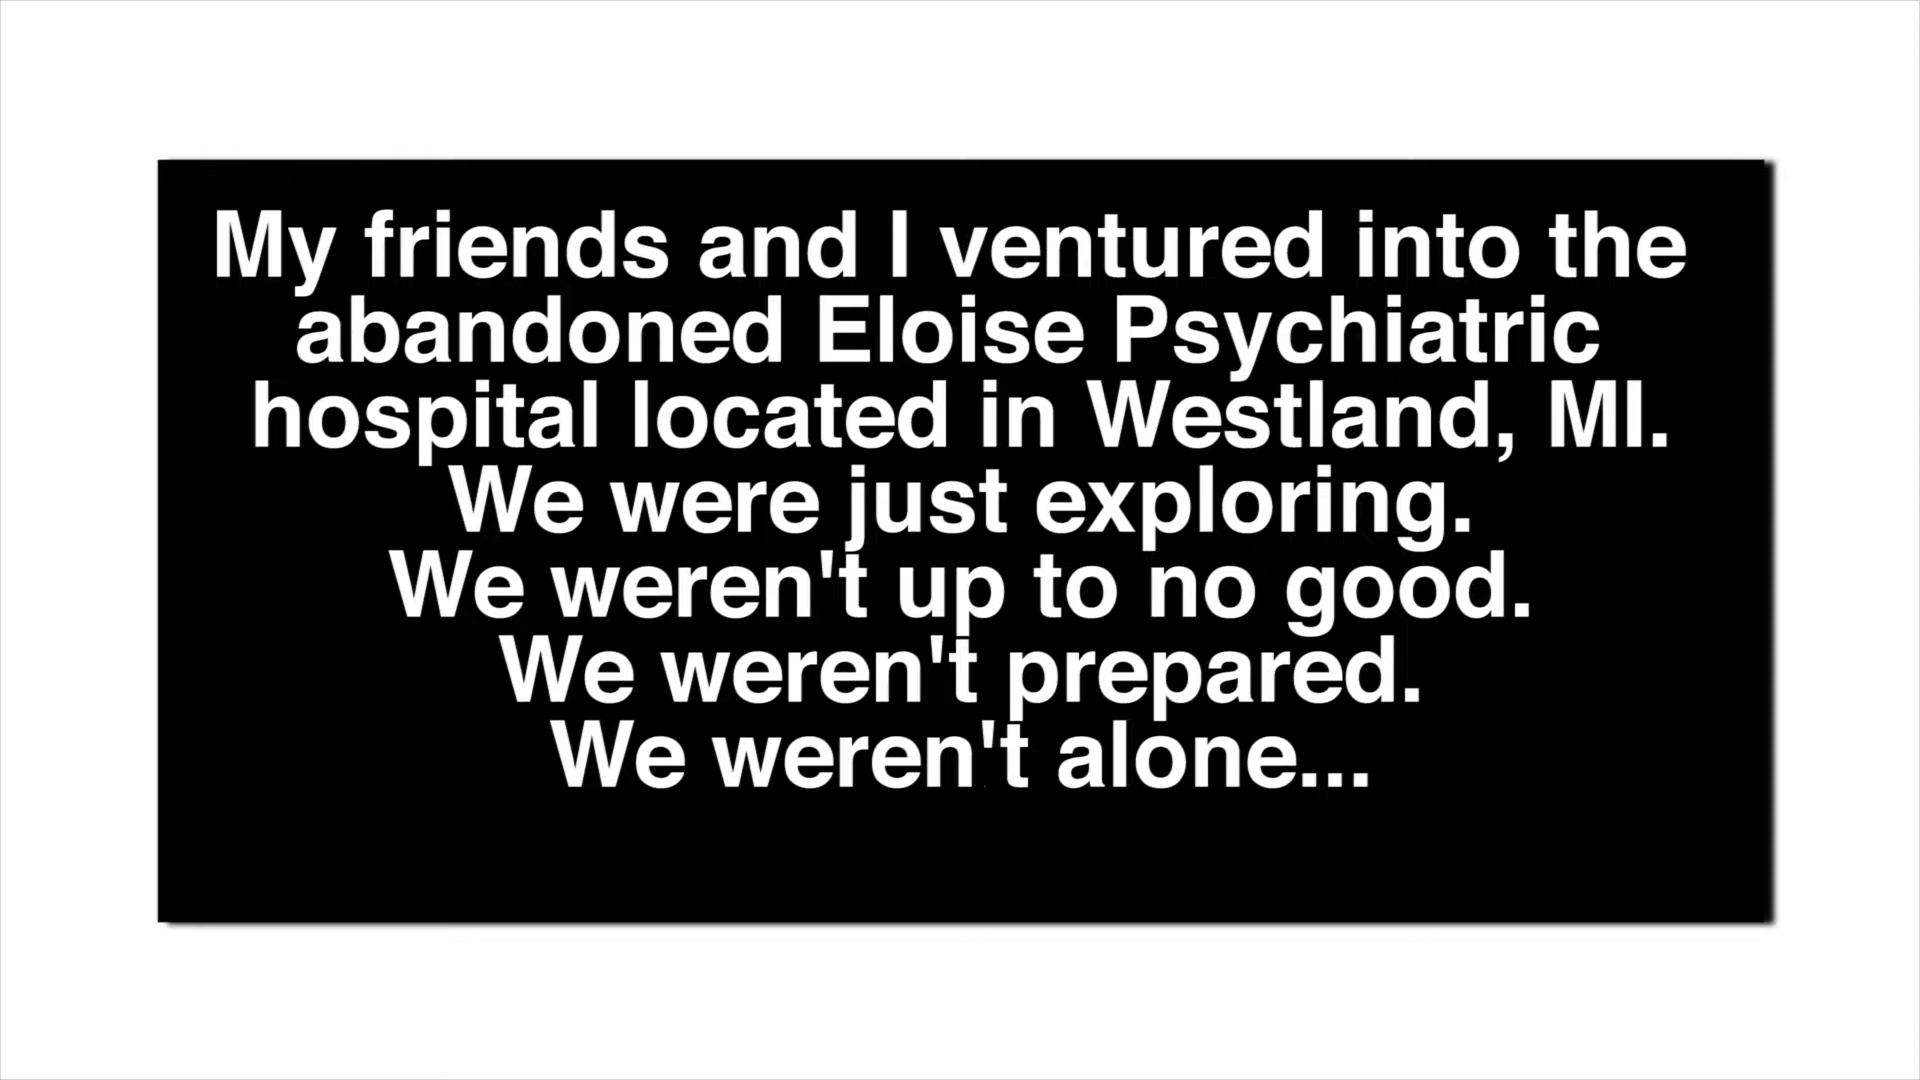 My friends and I ventured into the
abandoned Eloise Psychiatric
hospital located in Westland, MI.
We were just exploring.
We weren't up to no good.
We weren't prepared.
We weren't alone...